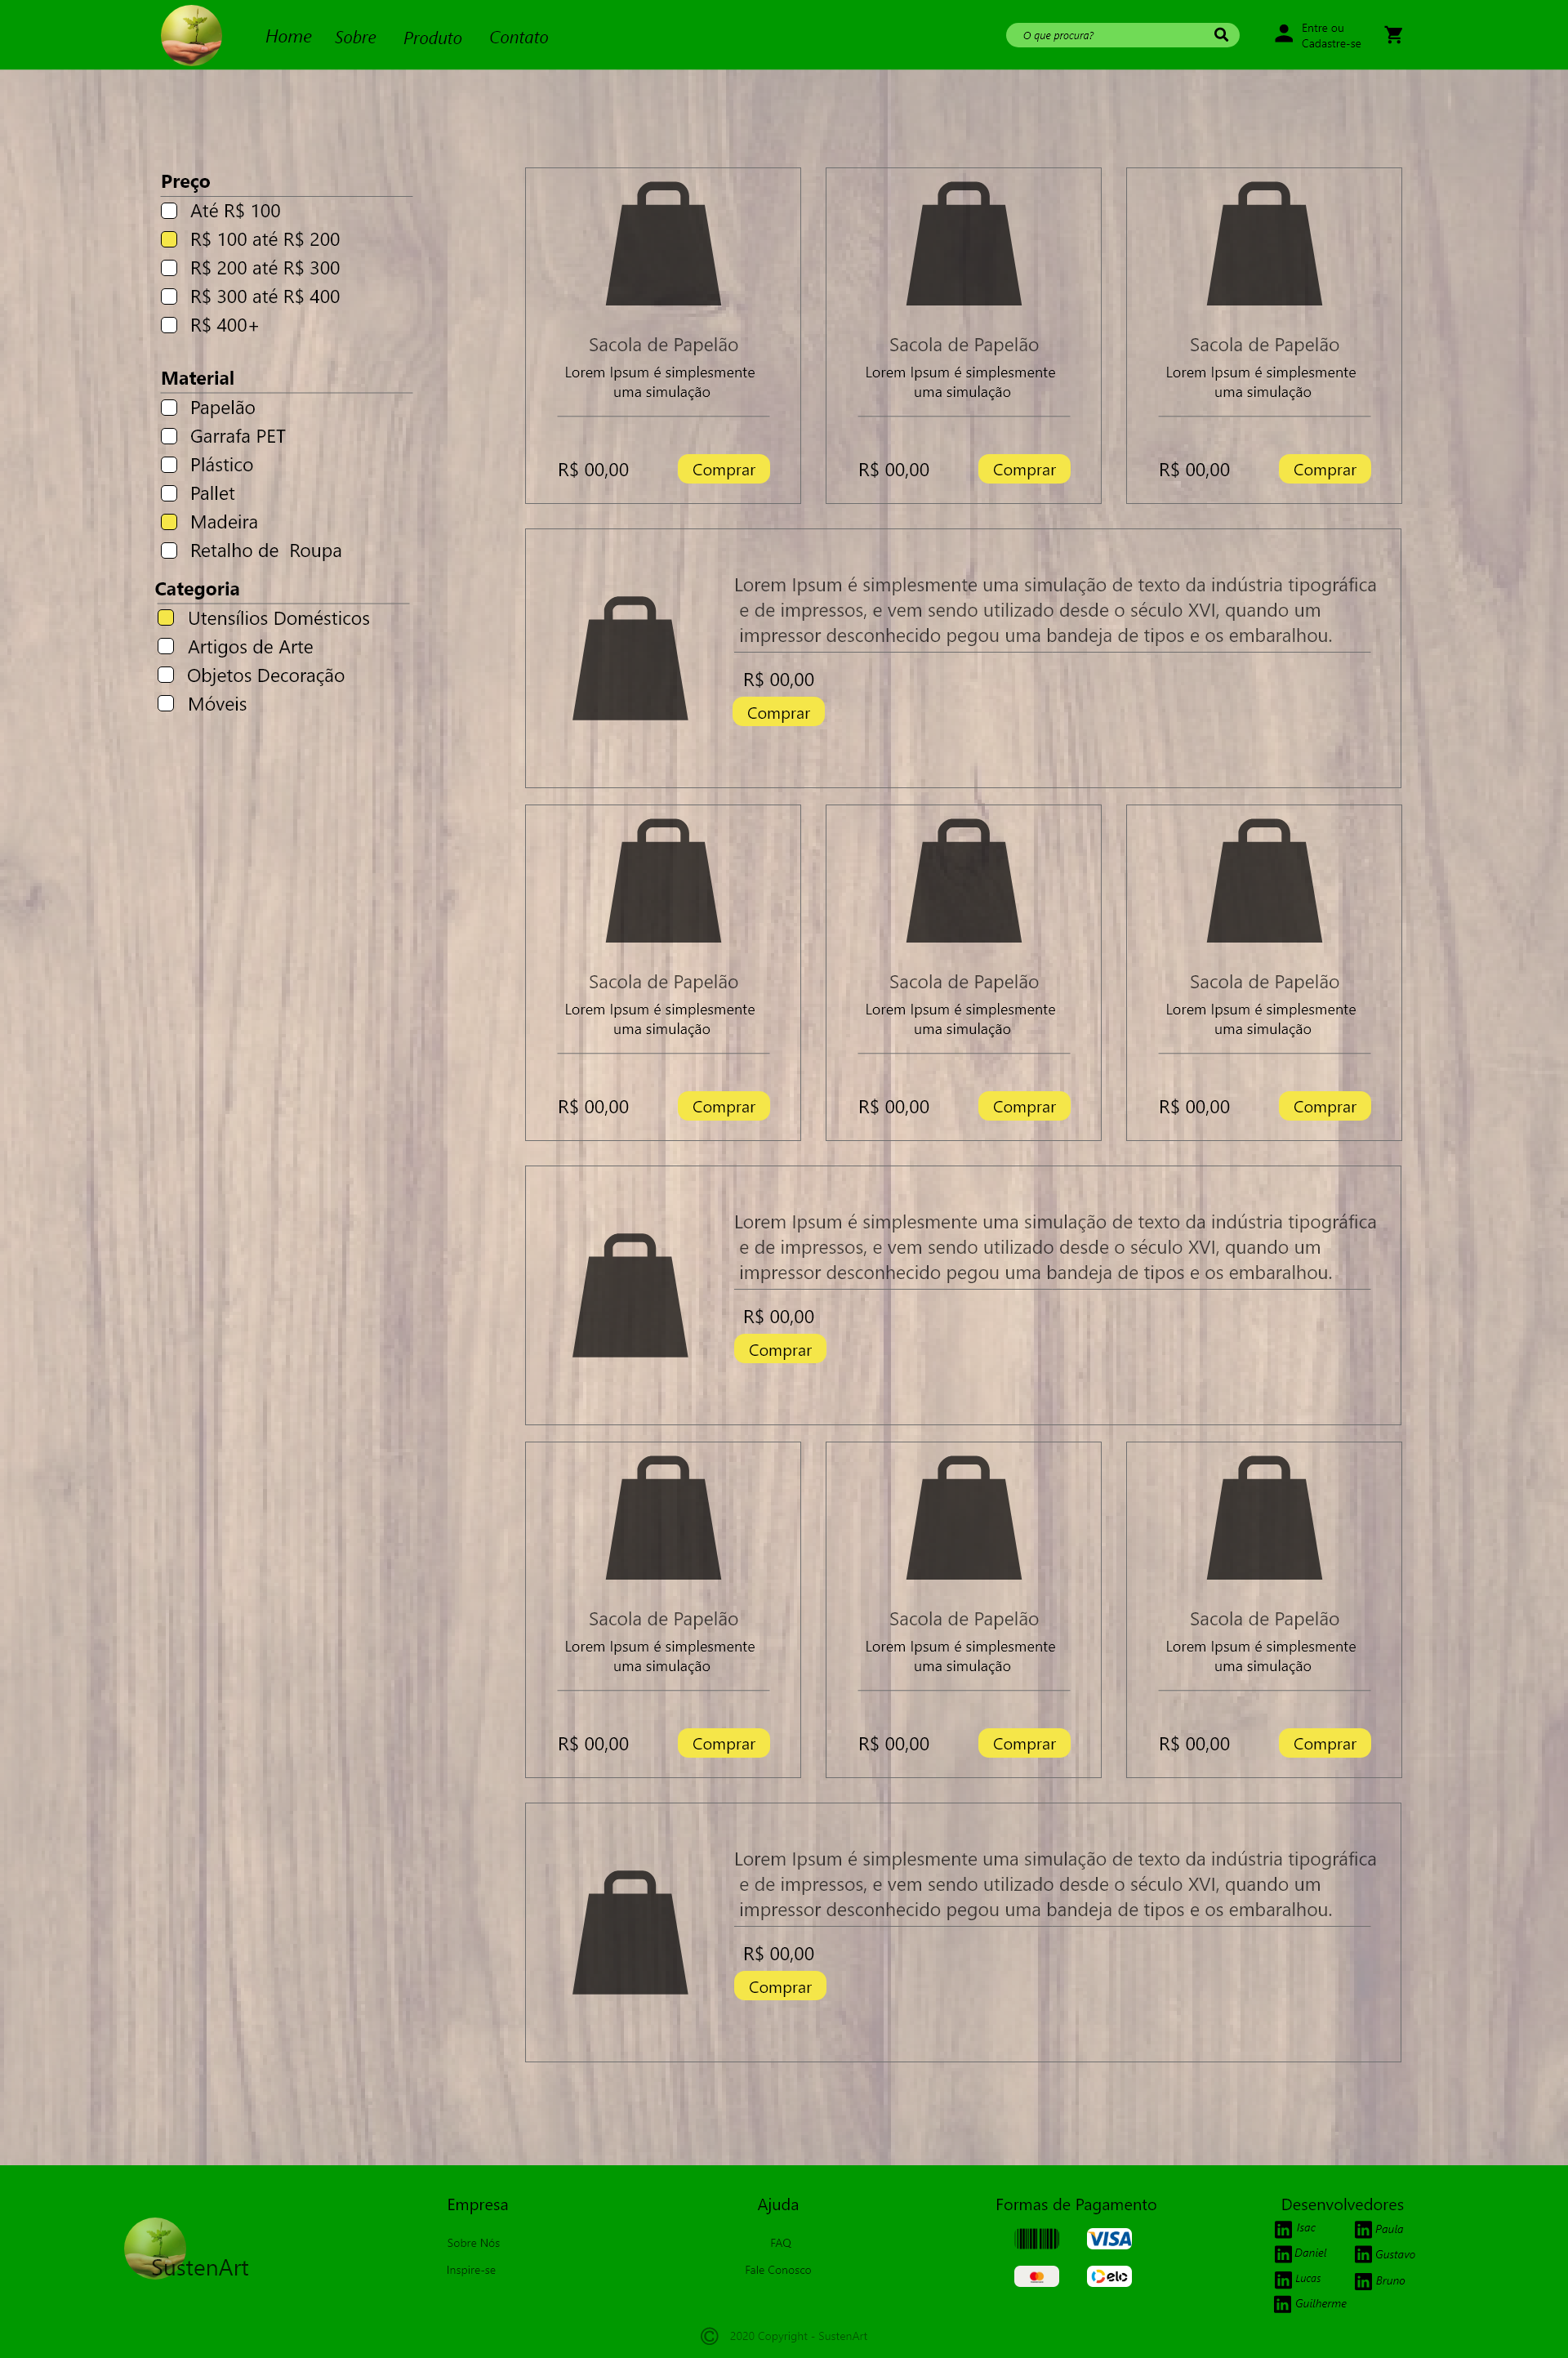 Home Sobre Produto Contato
O que procura?
Entre ou
Cadastre-se
Preço
Até R$ 100
R$ 100 até R$ 200
R$ 200 até R$ 300
R$ 300 até R$ 400
R$ 400+
Material
Papelão
Garrafa PET
Plástico
Pallet
Madeira
Retalho de  Roupa
Categoria
Utensílios Domésticos
Artigos de Arte
Objetos Decoração
Móveis
Sacola de Papelão
Lorem Ipsum é simplesmente
uma simulação
R$ 00,00 Comprar
Sacola de Papelão
Lorem Ipsum é simplesmente
uma simulação
R$ 00,00 Comprar
Sacola de Papelão
Lorem Ipsum é simplesmente
uma simulação
R$ 00,00 Comprar
Lorem Ipsum é simplesmente uma simulação de texto da indústria tipográfica
e de impressos, e vem sendo utilizado desde o século XVI, quando um
impressor desconhecido pegou uma bandeja de tipos e os embaralhou.
R$ 00,00
Comprar
Sacola de Papelão
Lorem Ipsum é simplesmente
uma simulação
R$ 00,00 Comprar
Sacola de Papelão
Lorem Ipsum é simplesmente
uma simulação
R$ 00,00 Comprar
Sacola de Papelão
Lorem Ipsum é simplesmente
uma simulação
R$ 00,00 Comprar
Lorem Ipsum é simplesmente uma simulação de texto da indústria tipográfica
e de impressos, e vem sendo utilizado desde o século XVI, quando um
impressor desconhecido pegou uma bandeja de tipos e os embaralhou.
R$ 00,00
Comprar
Sacola de Papelão
Lorem Ipsum é simplesmente
uma simulação
R$ 00,00 Comprar
Sacola de Papelão
Lorem Ipsum é simplesmente
uma simulação
R$ 00,00 Comprar
Sacola de Papelão
Lorem Ipsum é simplesmente
uma simulação
R$ 00,00 Comprar
Lorem Ipsum é simplesmente uma simulação de texto da indústria tipográfica
e de impressos, e vem sendo utilizado desde o século XVI, quando um
impressor desconhecido pegou uma bandeja de tipos e os embaralhou.
R$ 00,00
Comprar
SustenArt
Empresa
Sobre Nós
Inspire-se
Ajuda
FAQ
Fale Conosco
Formas de Pagamento
VISA
elo
Desenvolvedores
in Isac
in Daniel
in Lucas
in Guilherme
in Paula
in Gustavo
in Bruno
© 2020 Copyright - SustenArt